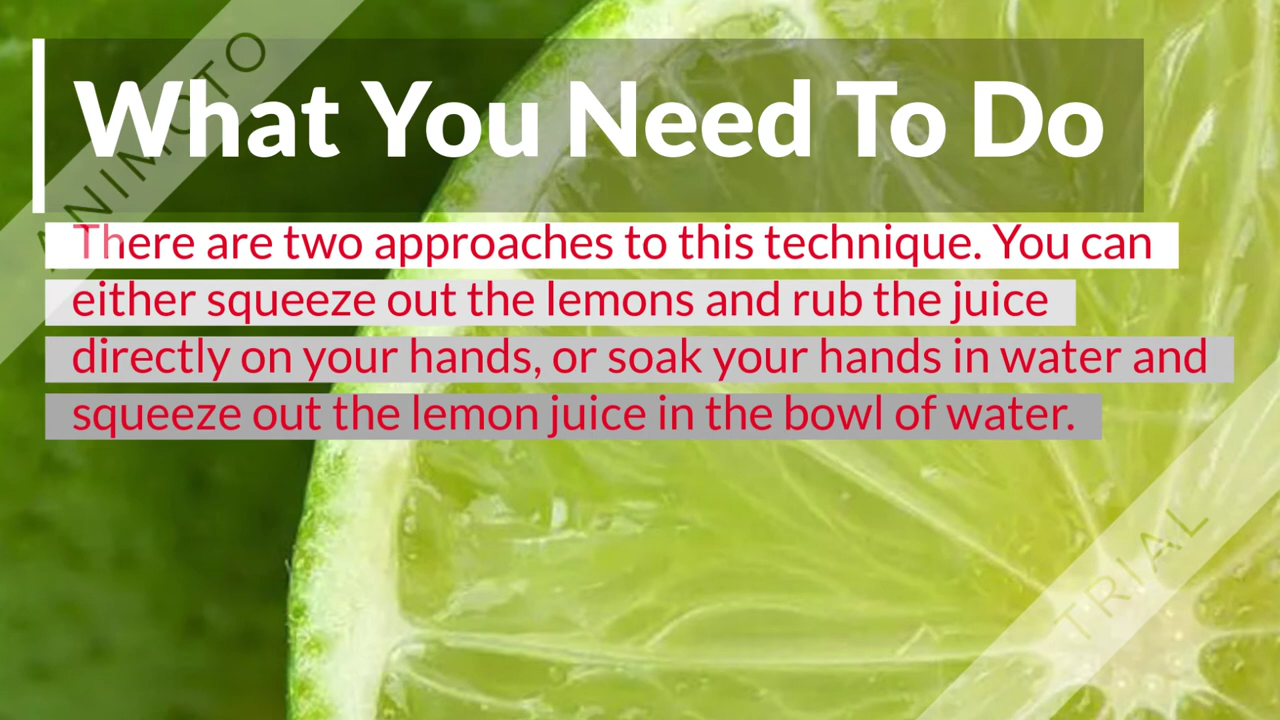 ANIMOTO
What You Need To Do
There are two approaches to this technique. You can
either squeeze out the lemons and rub the juice
directly on your hands, or soak your hands in water and
squeeze out the lemon juice in the bowl of water.
TRIAL